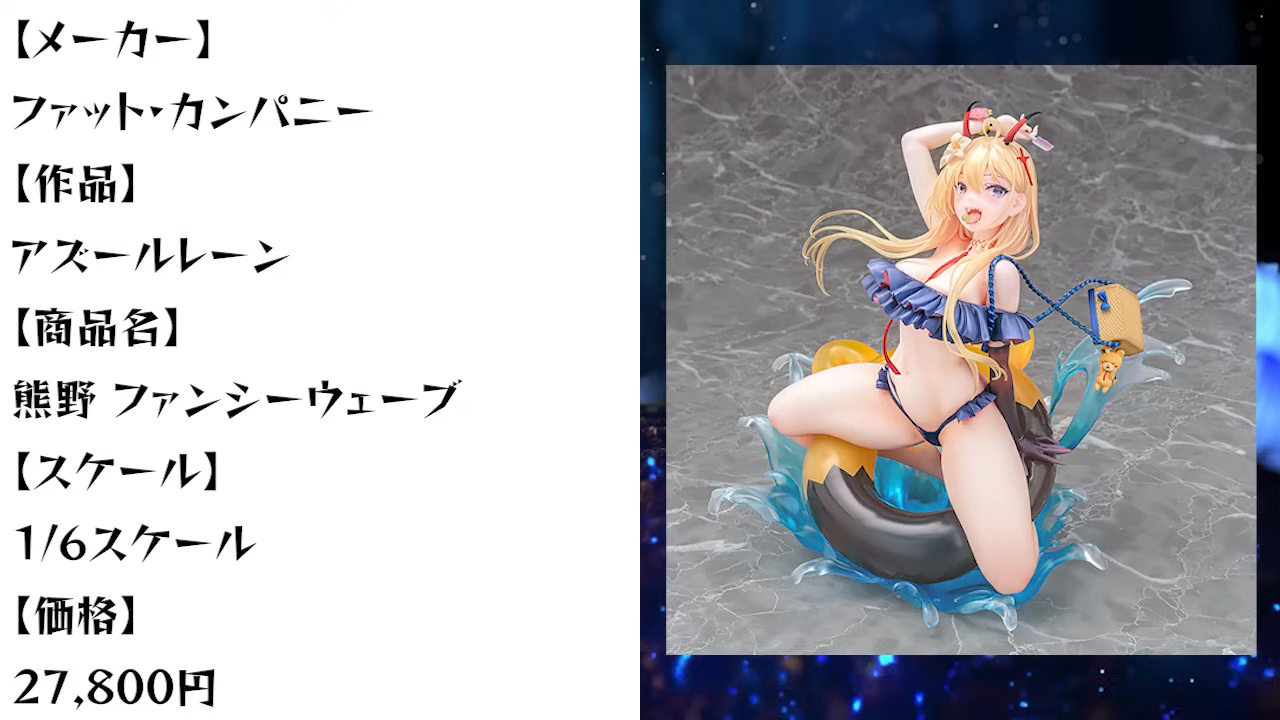 【メーカー】
ファット・カンパニー
【作品】
アズールレーン
【商品名】
熊野 ファンシーウェーブ
【スケール】
1/6スケール
【価格】
27,800円